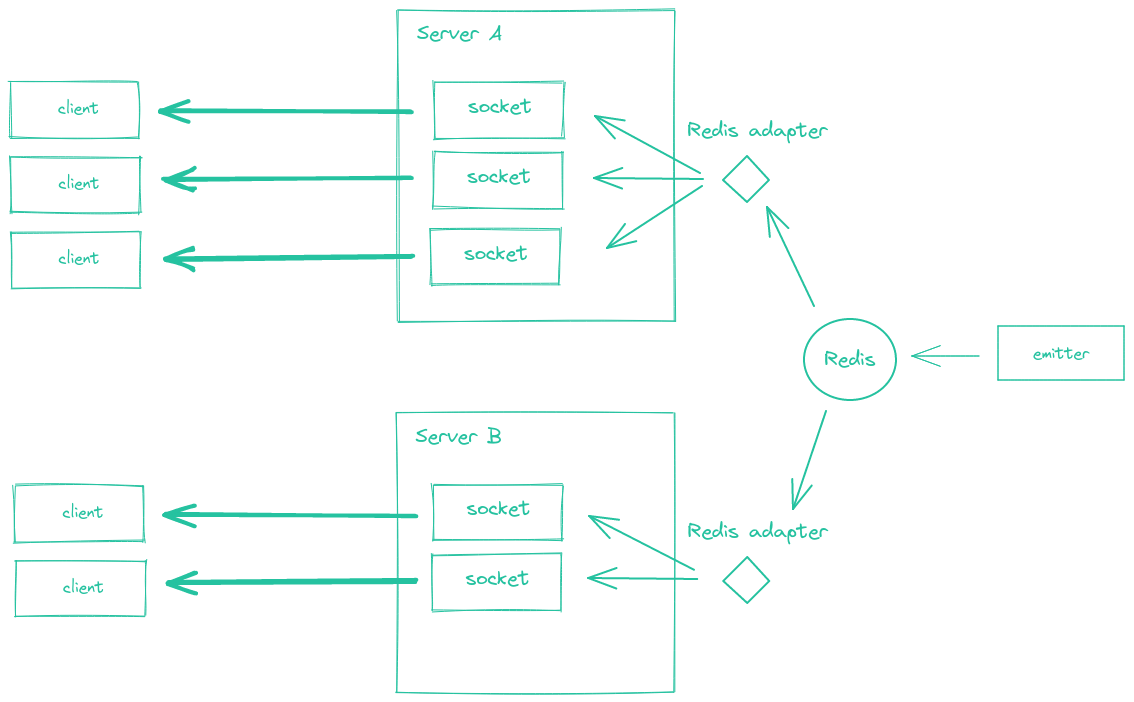 Server A
client
socket
client
socket
client
socket
Redis adapter
Redis
emitter
Server B
client
socket
client
socket
Redis adapter